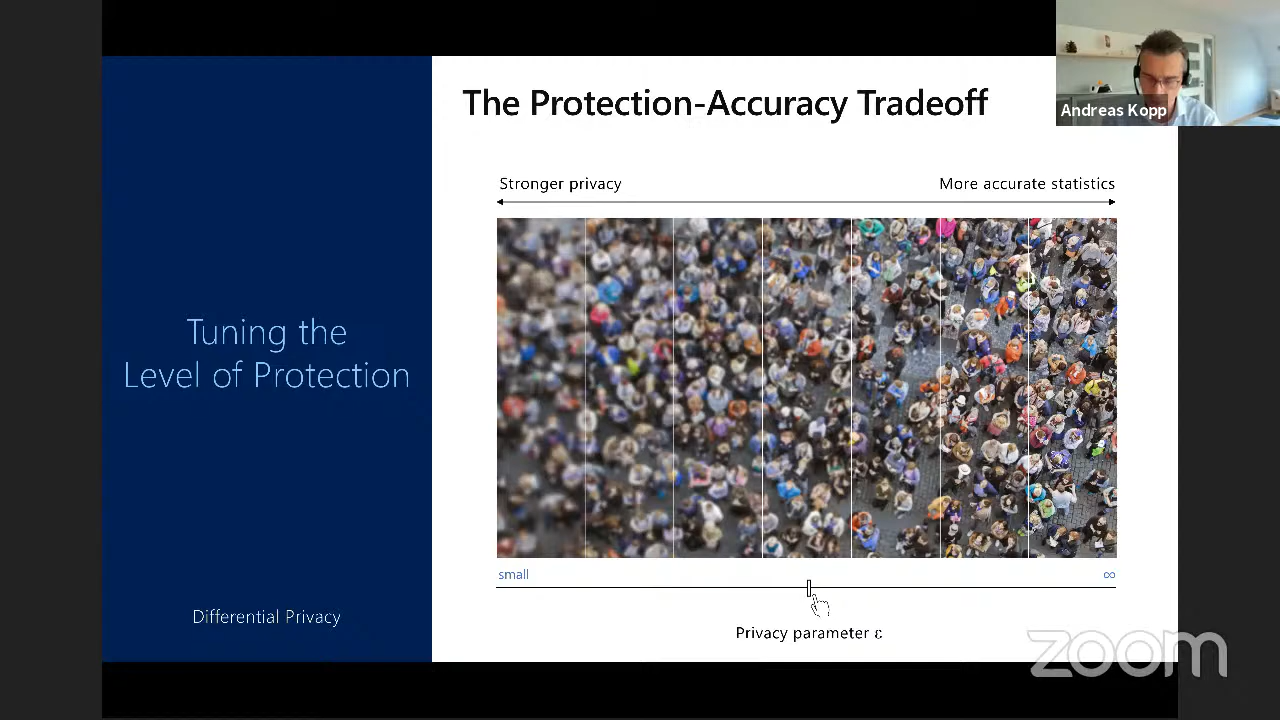 The Protection-Accuracy Tradeoff
Andreas Kopp
Stronger privacy
More accurate statistics
Tuning the
Level of Protection
small
∞
Differential Privacy
Privacy parameter ε
zoom